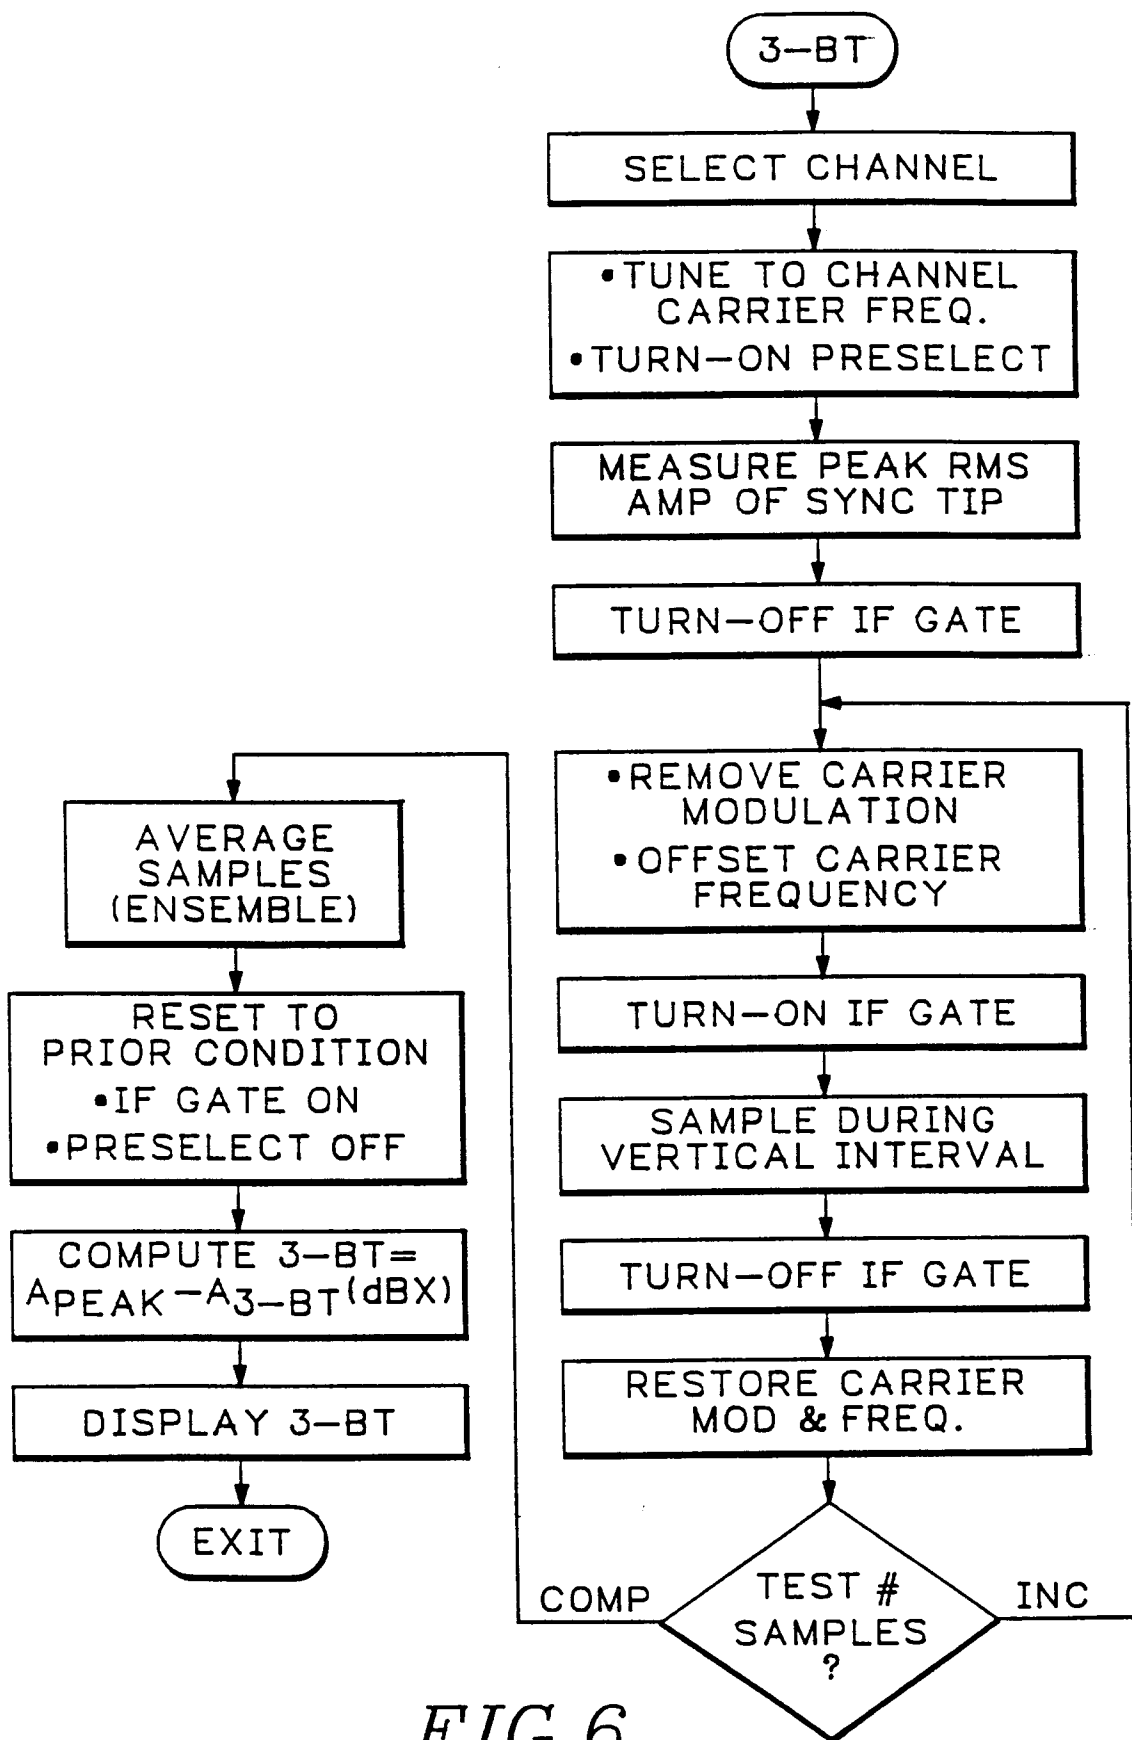 3-BT
SELECT CHANNEL
•TUNE TO CHANNEL
CARRIER FREQ.
•TURN-ON PRESELECT
MEASURE PEAK RMS
AMP OF SYNC TIP
TURN-OFF IF GATE
•REMOVE CARRIER
MODULATION
•OFFSET CARRIER
FREQUENCY
TURN-ON IF GATE
SAMPLE DURING
VERTICAL INTERVAL
TURN-OFF IF GATE
RESTORE CARRIER
MOD & FREQ.
TEST #
SAMPLES
?
INC
COMP
AVERAGE
SAMPLES
(ENSEMBLE)
RESET TO
PRIOR CONDITION
•IF GATE ON
•PRESELECT OFF
COMPUTE 3-BT=
APEAK-A3-BT(dBX)
DISPLAY 3-BT
EXIT
FIG.6